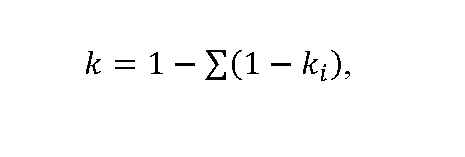 k = 1 − ∑(1 − kᵢ),